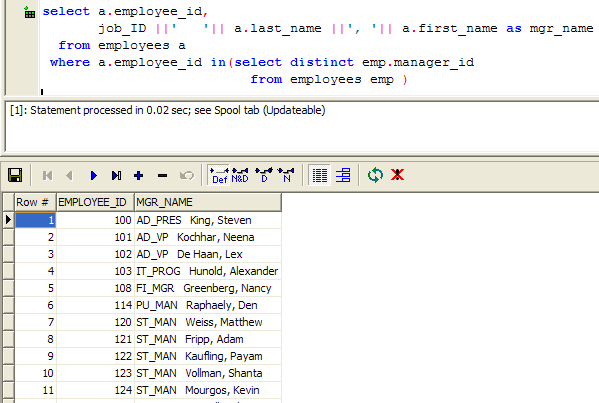 select a.employee_id,
job_ID ||'   '|| a.last_name ||', '|| a.first_name as mgr_name
from employees a
where a.employee_id in(select distinct emp.manager_id
from employees emp )
[1]: Statement processed in 0.02 sec; see Spool tab (Updateable)
Def N&D D N
Row # EMPLOYEE_ID MGR_NAME
1 100 AD_PRES King, Steven
2 101 AD_VP Kochhar, Neena
3 102 AD_VP De Haan, Lex
4 103 IT_PROG Hunold, Alexander
5 108 FI_MGR Greenberg, Nancy
6 114 PU_MAN Raphaely, Den
7 120 ST_MAN Weiss, Matthew
8 121 ST_MAN Fripp, Adam
9 122 ST_MAN Kaufling, Payam
10 123 ST_MAN Vollman, Shanta
11 124 ST_MAN Mourgos, Kevin